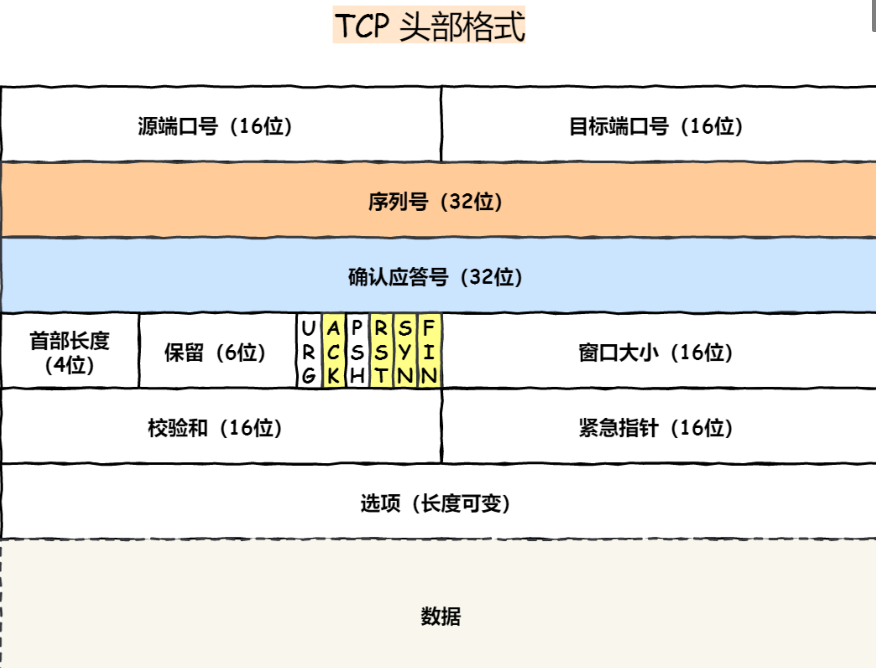 TCP 头部格式
源端口号（16位）
目标端口号（16位）
序列号（32位）
确认应答号（32位）
首部长度
（4位）
保留（6位）
URG
ACK
PSH
RST
SYN
FIN
窗口大小（16位）
校验和（16位）
紧急指针（16位）
选项（长度可变）
数据